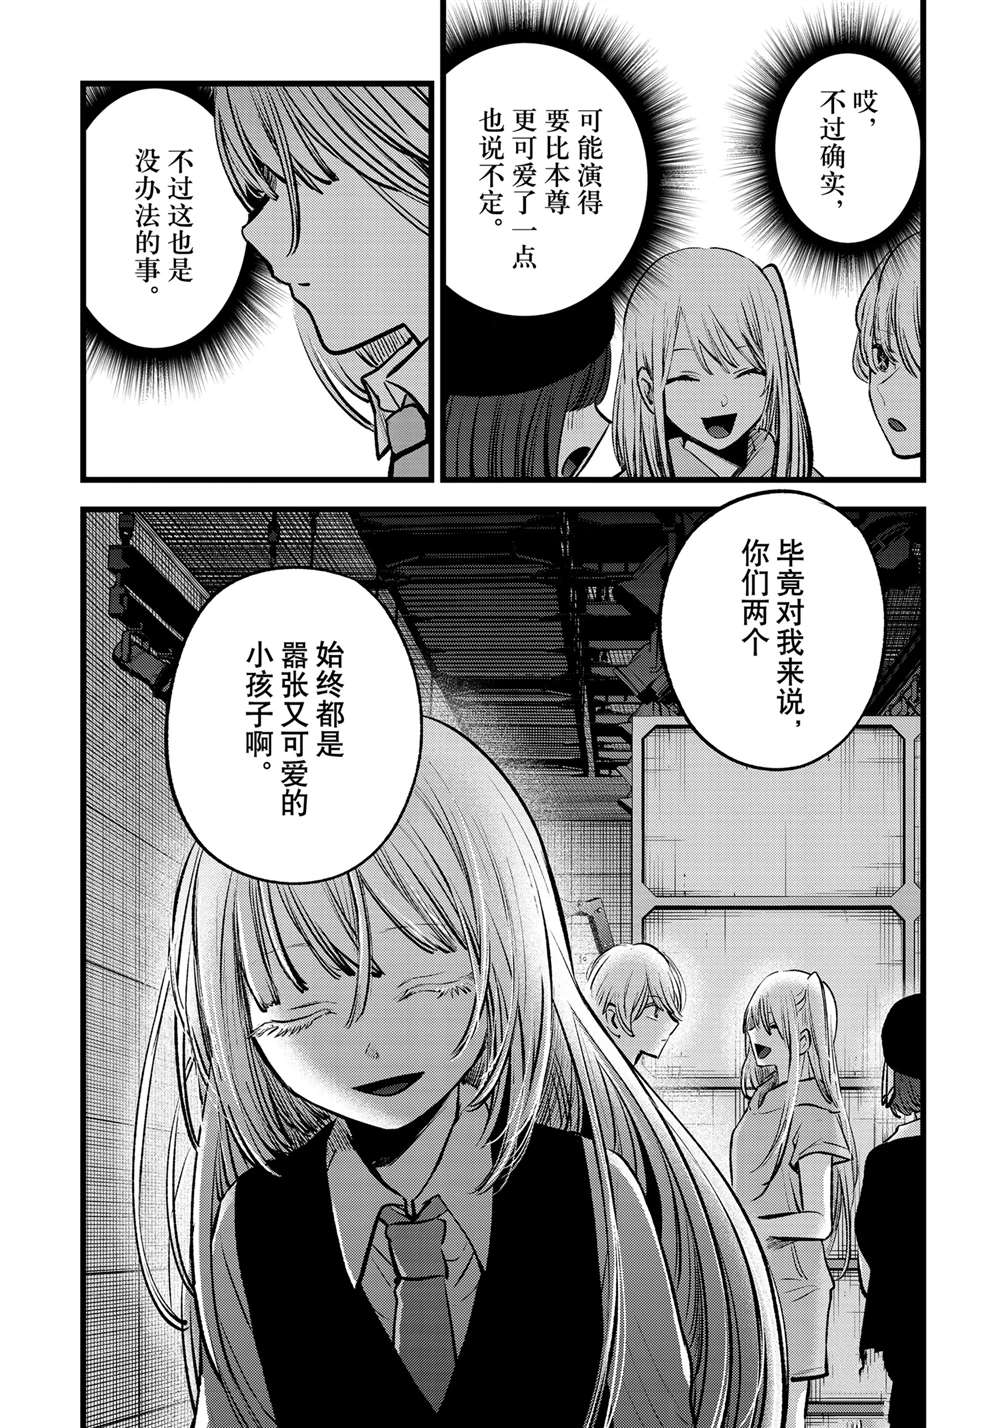 哎，
不过确实，
可能演得
要比本尊
更可爱了一点
也说不定。
不过这也是
没办法的事。
毕竟对我来说，
你们两个
始终都是
嚣张又可爱的
小孩子啊。